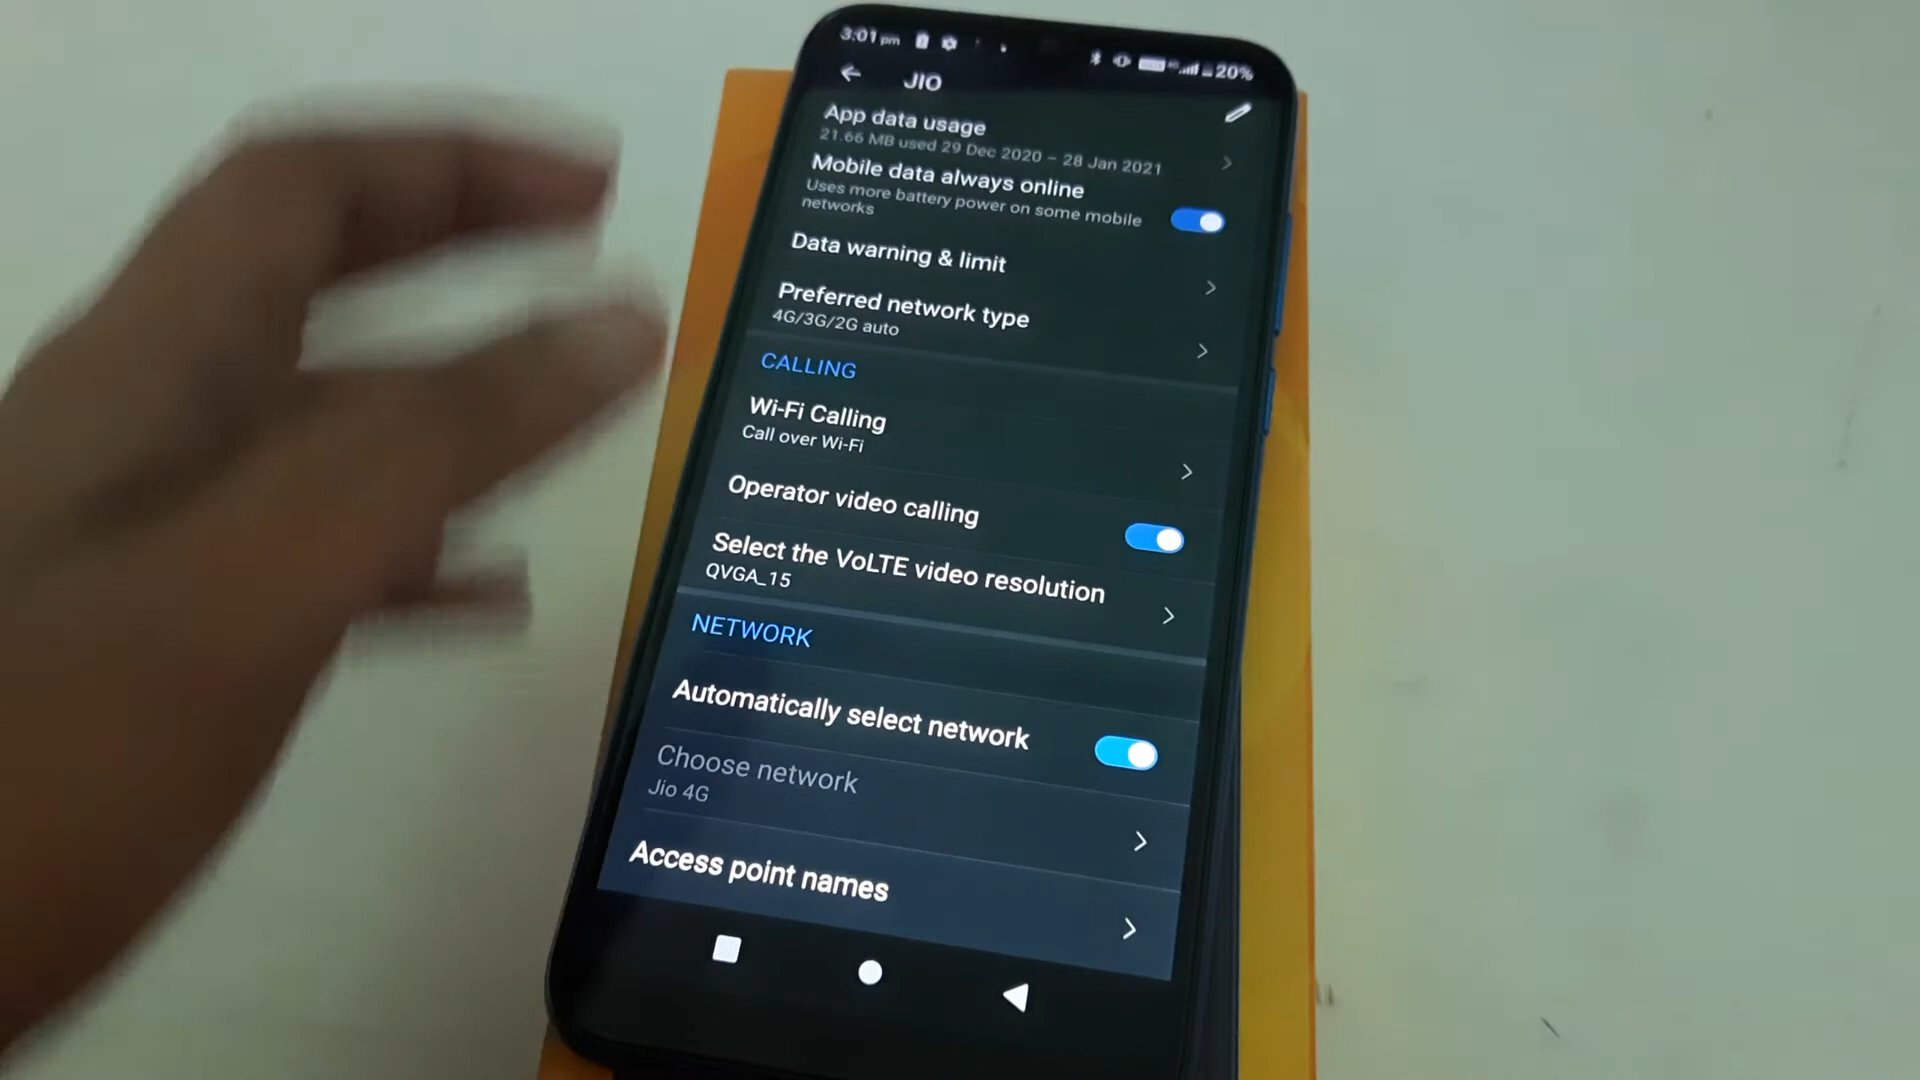 3:01 pm
20%
JIO
App data usage
21.66 MB used 29 Dec 2020 – 28 Jan 2021
Mobile data always online
Uses more battery power on some mobile
networks
Data warning & limit
Preferred network type
4G/3G/2G auto
CALLING
Wi-Fi Calling
Call over Wi-Fi
Operator video calling
Select the VoLTE video resolution
QVGA_15
NETWORK
Automatically select network
Choose network
Jio 4G
Access point names